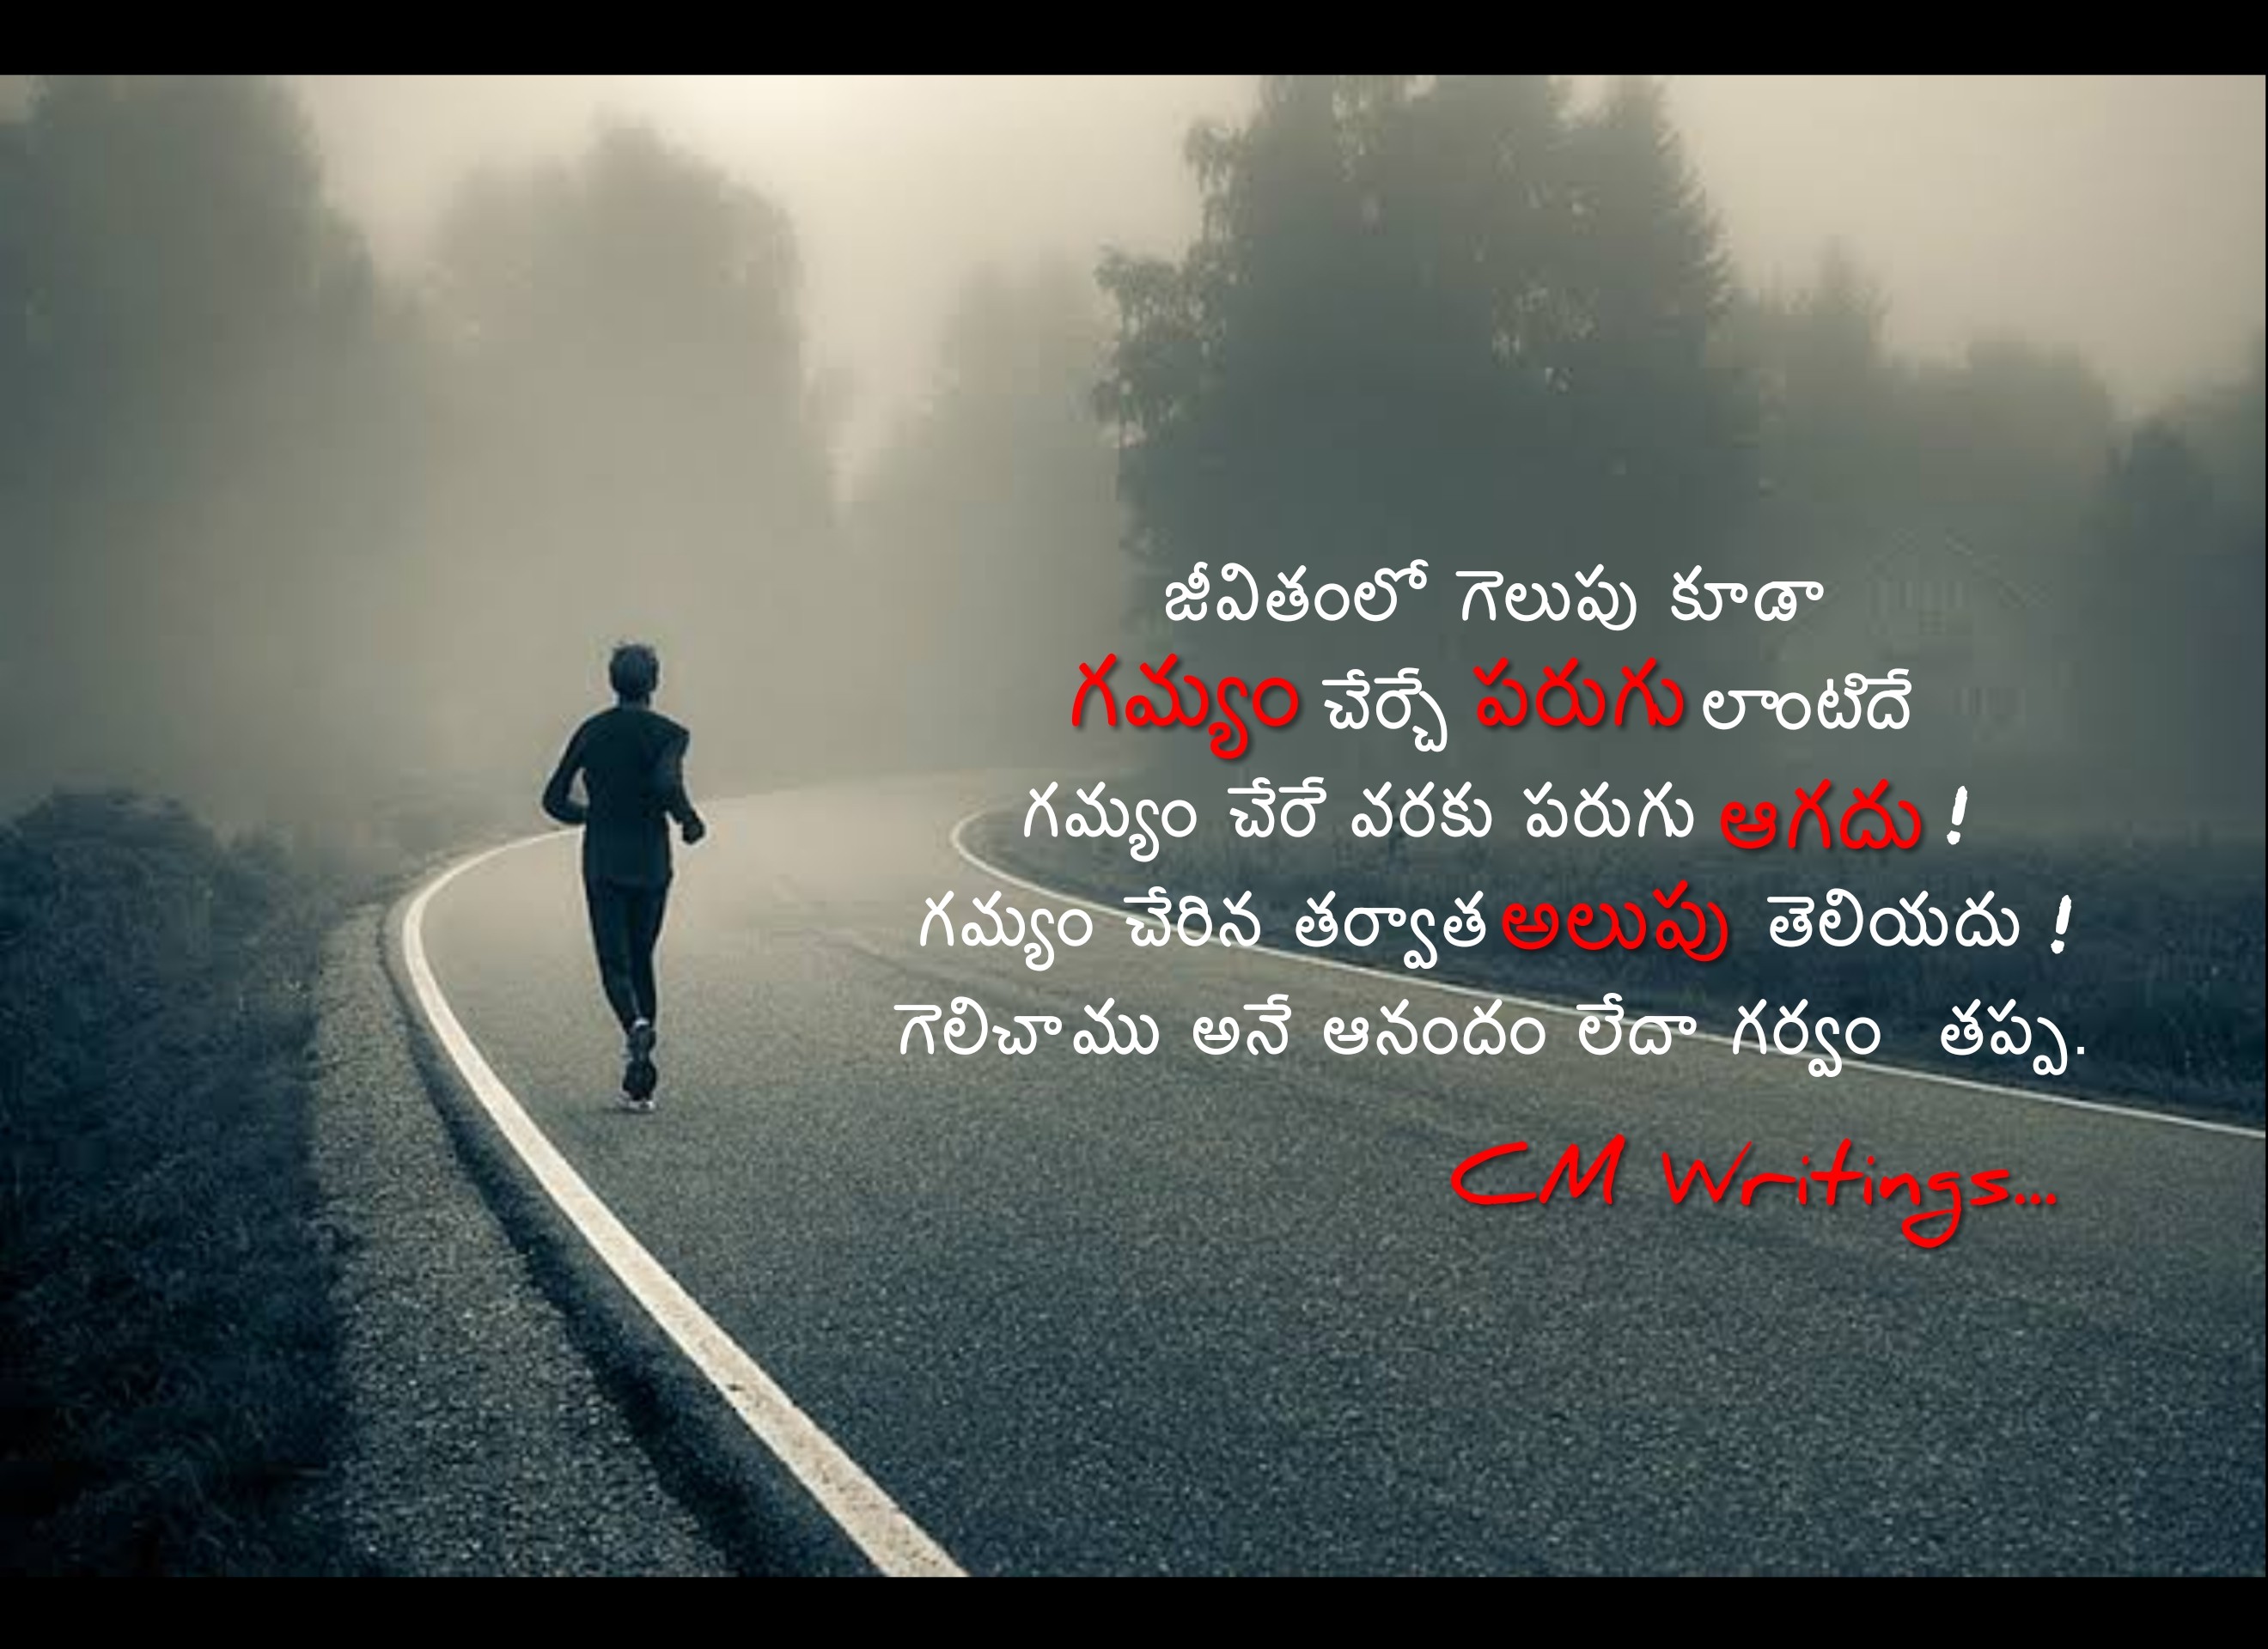 జీవితంలో గెలుపు కూడా
గమ్యం చేర్చే పరుగు లాంటిదే
గమ్యం చేరే వరకు పరుగు ఆగదు !
గమ్యం చేరిన తర్వాత అలుపు తెలియదు !
గెలిచాము అనే ఆనందం లేదా గర్వం తప్ప.
CM Writings...